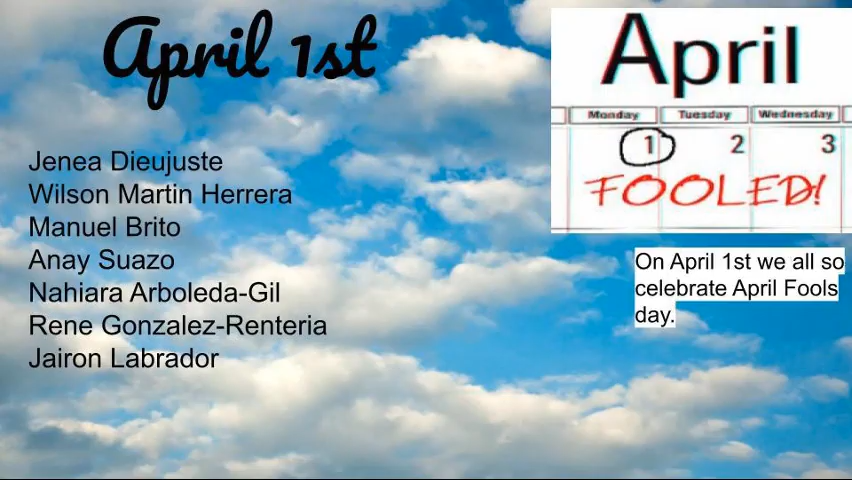 April 1st
Jenea Dieujuste
Wilson Martin Herrera
Manuel Brito
Anay Suazo
Nahiara Arboleda-Gil
Rene Gonzalez-Renteria
Jairon Labrador
April
Monday Tuesday Wednesday
1 2 3
FOOLED!
On April 1st we all so
celebrate April Fools
day.